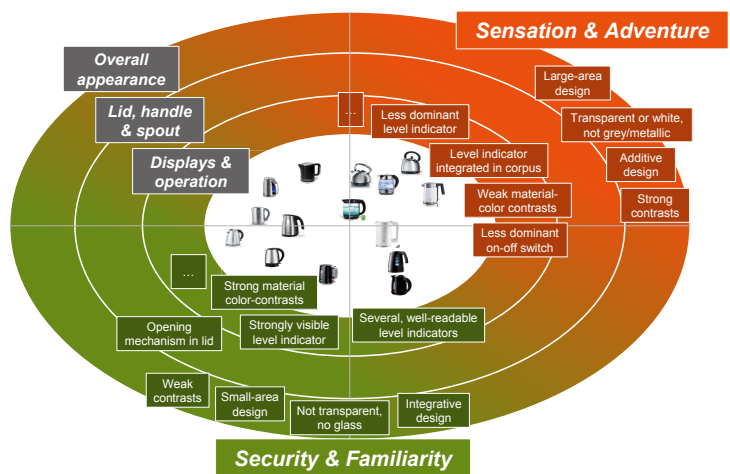 Sensation & Adventure
Overall
appearance
Large-area
design
Lid, handle
& spout
...
Less dominant
level indicator
Transparent or white,
not grey/metallic
Displays &
operation
Level indicator
integrated in corpus
Additive
design
Weak material-
color contrasts
Strong
contrasts
Less dominant
on-off switch
...
Strong material
color-contrasts
Opening
mechanism in lid
Strongly visible
level indicator
Several, well-readable
level indicators
Weak
contrasts
Small-area
design
Not transparent,
no glass
Integrative
design
Security & Familiarity